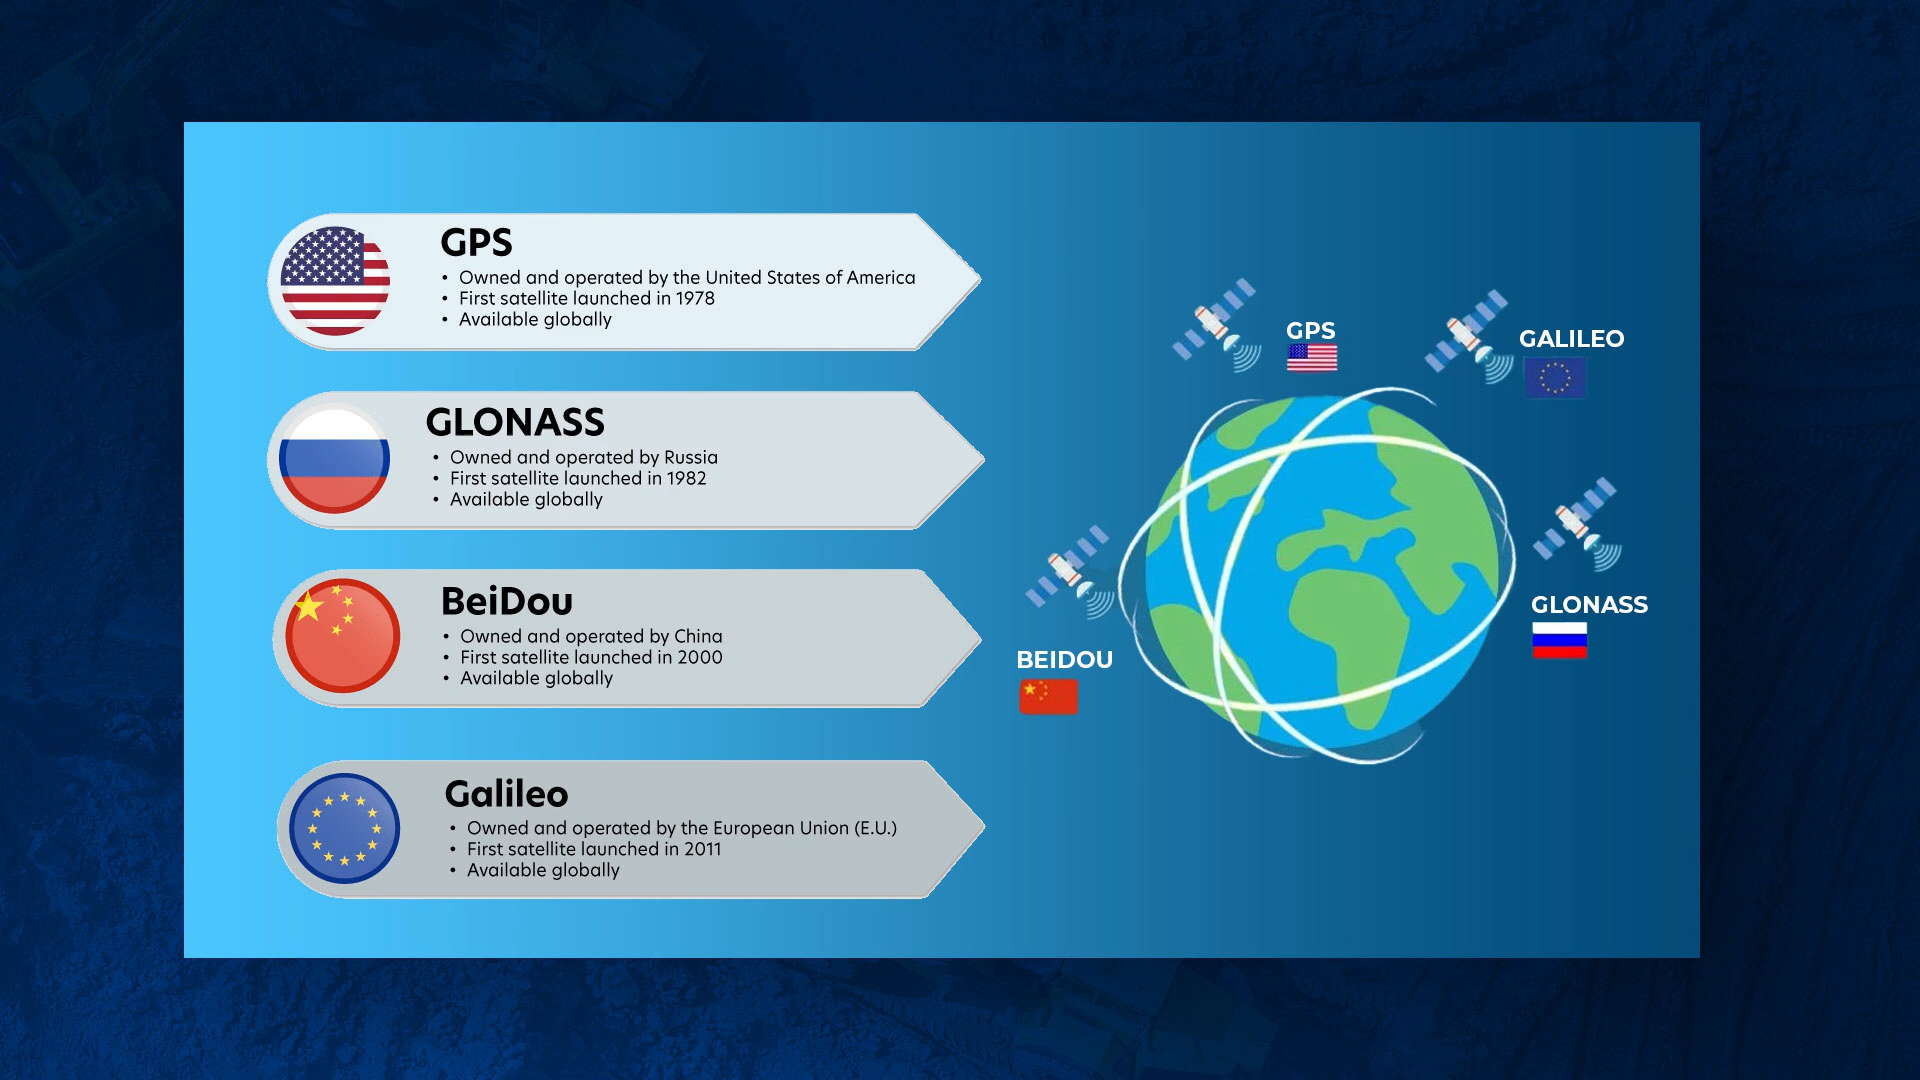 GPS
• Owned and operated by the United States of America
• First satellite launched in 1978
• Available globally
GLONASS
• Owned and operated by Russia
• First satellite launched in 1982
• Available globally
BeiDou
• Owned and operated by China
• First satellite launched in 2000
• Available globally
Galileo
• Owned and operated by the European Union (E.U.)
• First satellite launched in 2011
• Available globally
GPS
GALILEO
GLONASS
BEIDOU